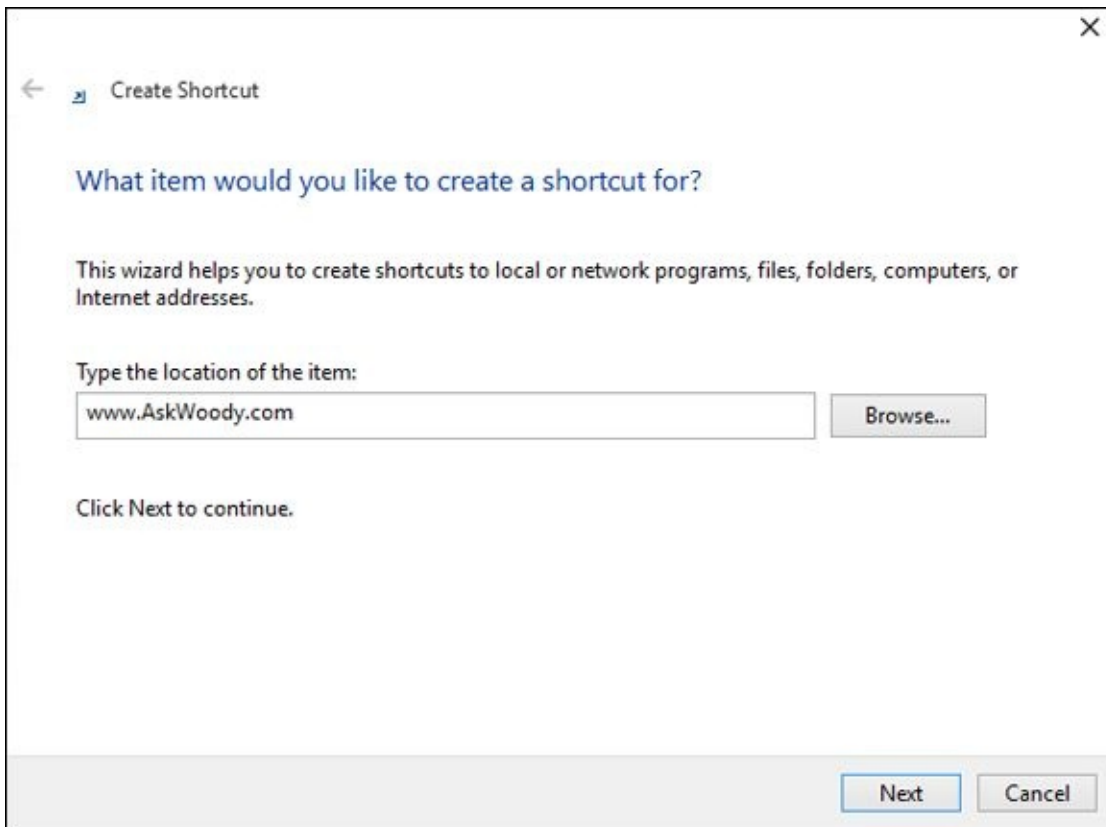 Create Shortcut
What item would you like to create a shortcut for?
This wizard helps you to create shortcuts to local or network programs, files, folders, computers, or
Internet addresses.
Type the location of the item:
www.AskWoody.com
Browse...
Click Next to continue.
Next
Cancel